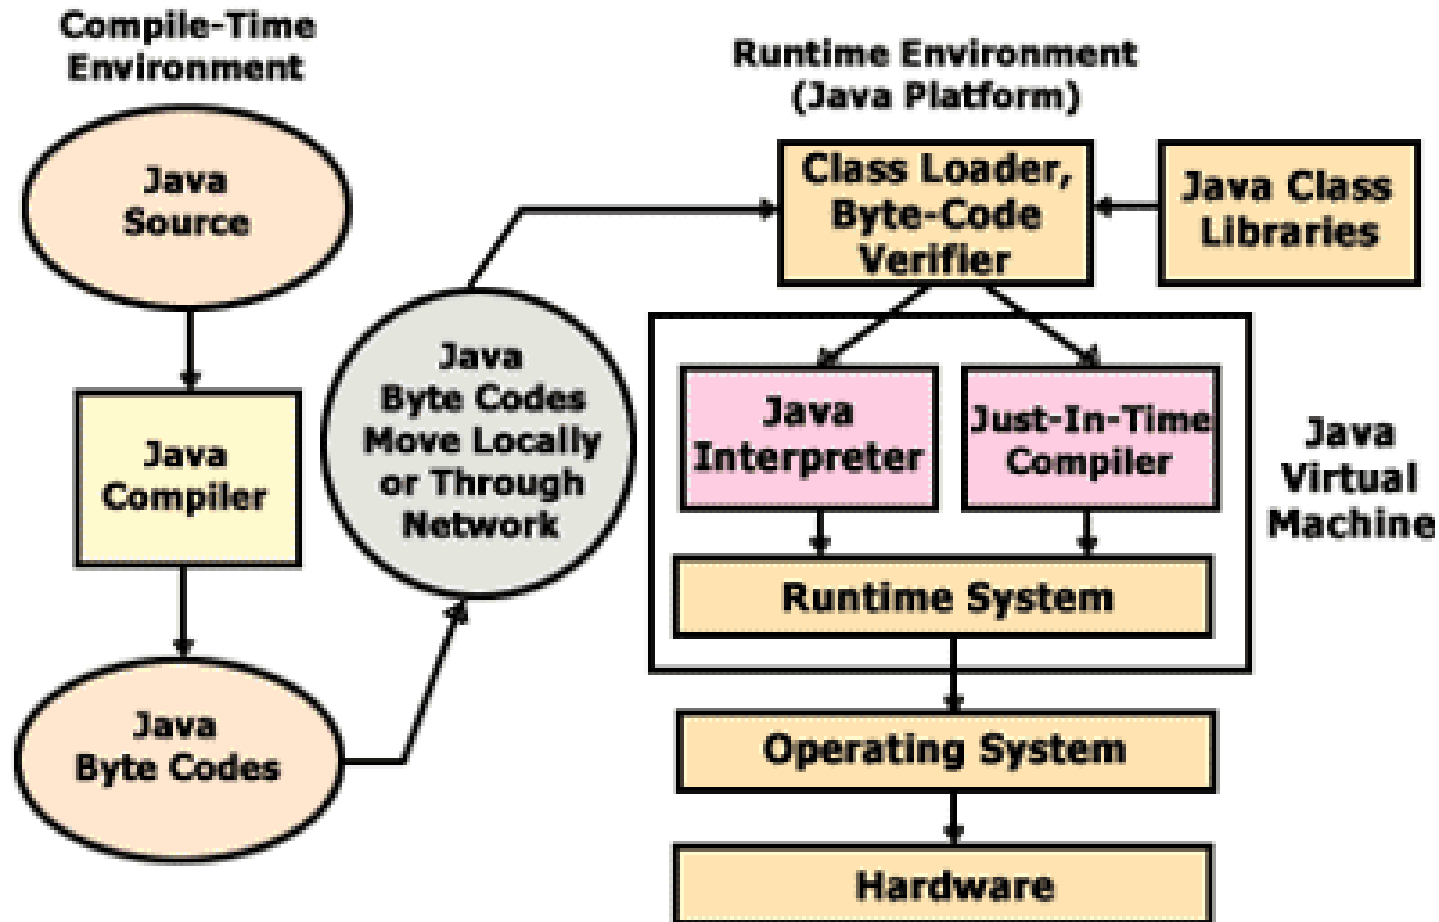 Compile-Time
Environment
Java
Source
Java
Compiler
Java
Byte Codes
Java
Byte Codes
Move Locally
or Through
Network
Runtime Environment
(Java Platform)
Class Loader,
Byte-Code
Verifier
Java Class
Libraries
Java
Interpreter
Just-In-Time
Compiler
Runtime System
Java
Virtual
Machine
Operating System
Hardware